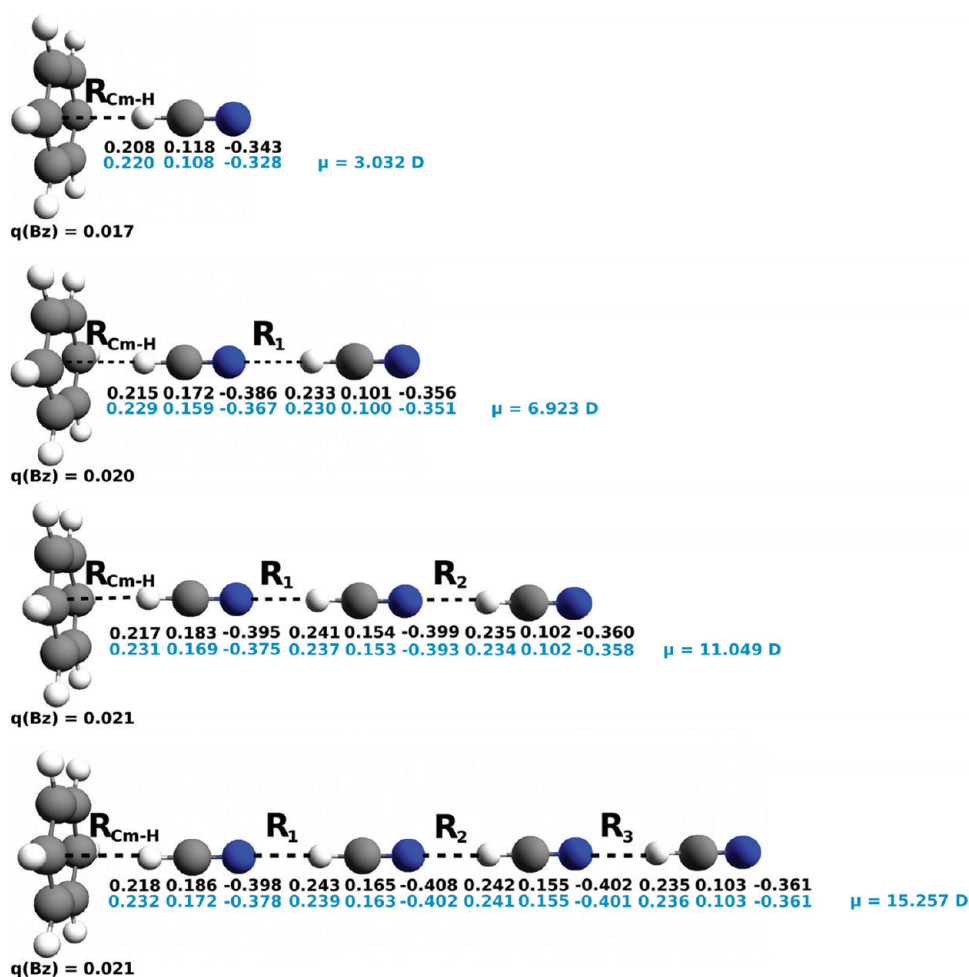 R Cm-H
0.208 0.118 -0.343
0.220 0.108 -0.328 μ = 3.032 D
q(Bz) = 0.017
R Cm-H R1
0.215 0.172 -0.386 0.233 0.101 -0.356
0.229 0.159 -0.367 0.230 0.100 -0.351 μ = 6.923 D
q(Bz) = 0.020
R Cm-H R1 R2
0.217 0.183 -0.395 0.241 0.154 -0.399 0.235 0.102 -0.360
0.231 0.169 -0.375 0.237 0.153 -0.393 0.234 0.102 -0.358 μ = 11.049 D
q(Bz) = 0.021
R Cm-H R1 R2 R3
0.218 0.186 -0.398 0.243 0.165 -0.408 0.242 0.155 -0.402 0.235 0.103 -0.361
0.232 0.172 -0.378 0.239 0.163 -0.402 0.241 0.155 -0.401 0.236 0.103 -0.361 μ = 15.257 D
q(Bz) = 0.021